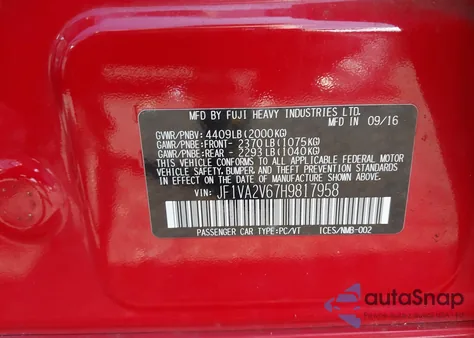 MFD BY FUJI HEAVY INDUSTRIES LTD.
MFD IN 09/16
GVWR/PNBV: 4409LB(2000KG)
GAWR/PNBE:FRONT- 2370LB(1075KG)
GAWR/PNBE:REAR - 2293LB(1040KG)
THIS VEHICLE CONFORMS TO ALL APPLICABLE FEDERAL MOTOR
VEHICLE SAFETY, BUMPER, AND THEFT PREVENTION
STANDARDS IN EFFECT ON THE
DATE OF MANUFACTURE SHOWN ABOVE.
VIN: JF1VA2V67H9817958
PASSENGER CAR TYPE:PC/VT ICES/NMB-002
autoSnap